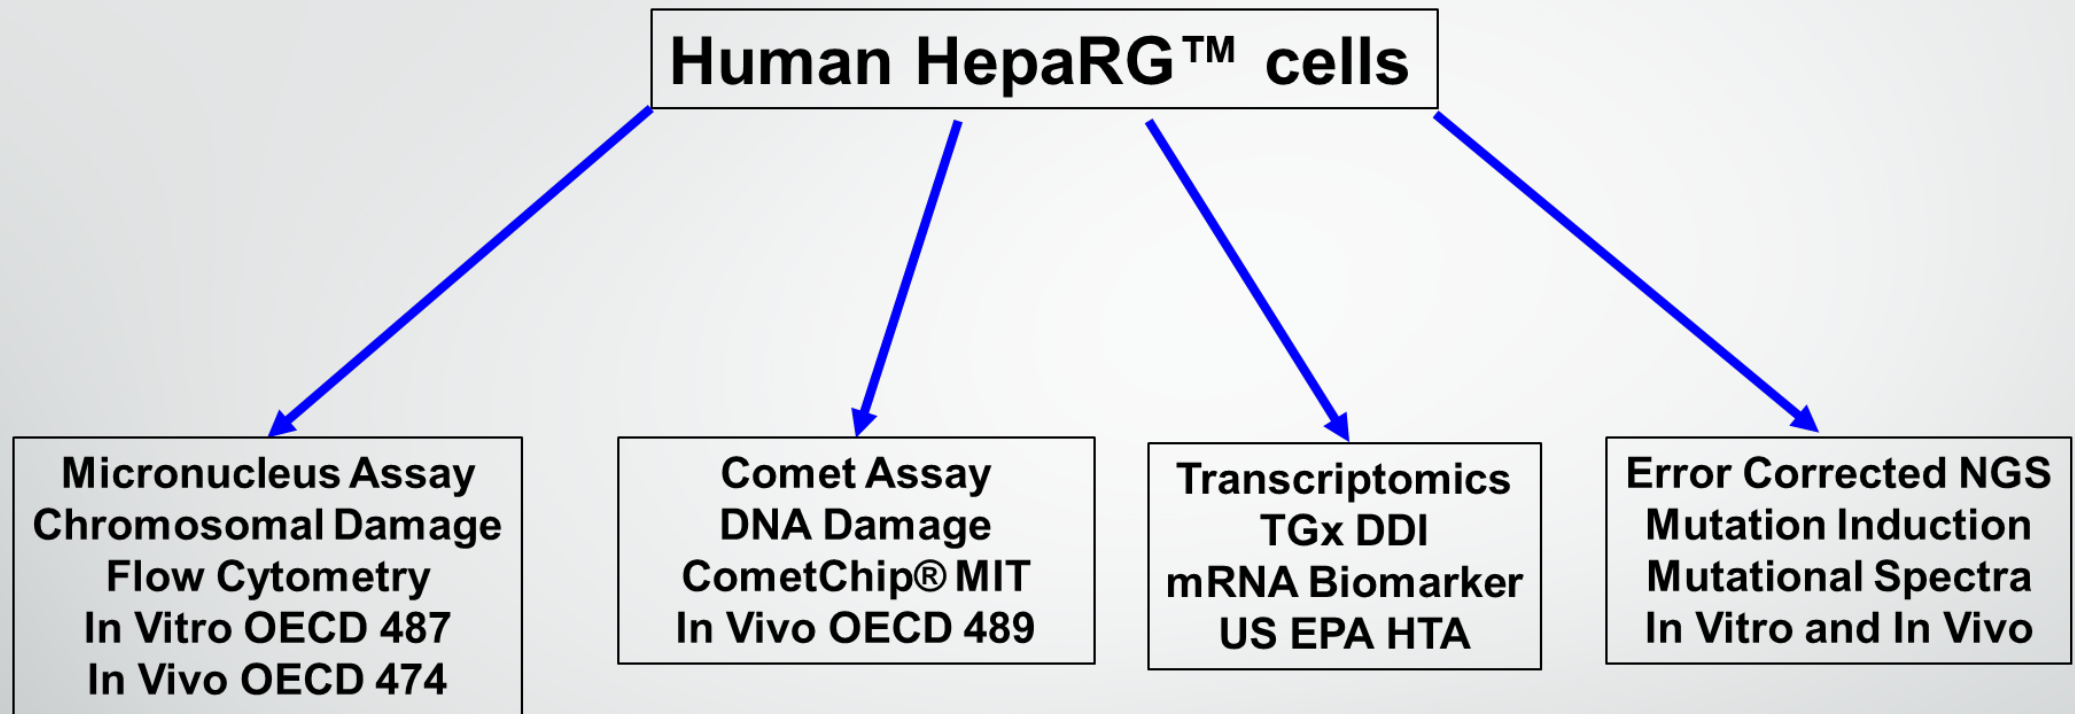 Human HepaRG™ cells
Micronucleus Assay
Chromosomal Damage
Flow Cytometry
In Vitro OECD 487
In Vivo OECD 474
Comet Assay
DNA Damage
CometChip® MIT
In Vivo OECD 489
Transcriptomics
TGx DDI
mRNA Biomarker
US EPA HTA
Error Corrected NGS
Mutation Induction
Mutational Spectra
In Vitro and In Vivo